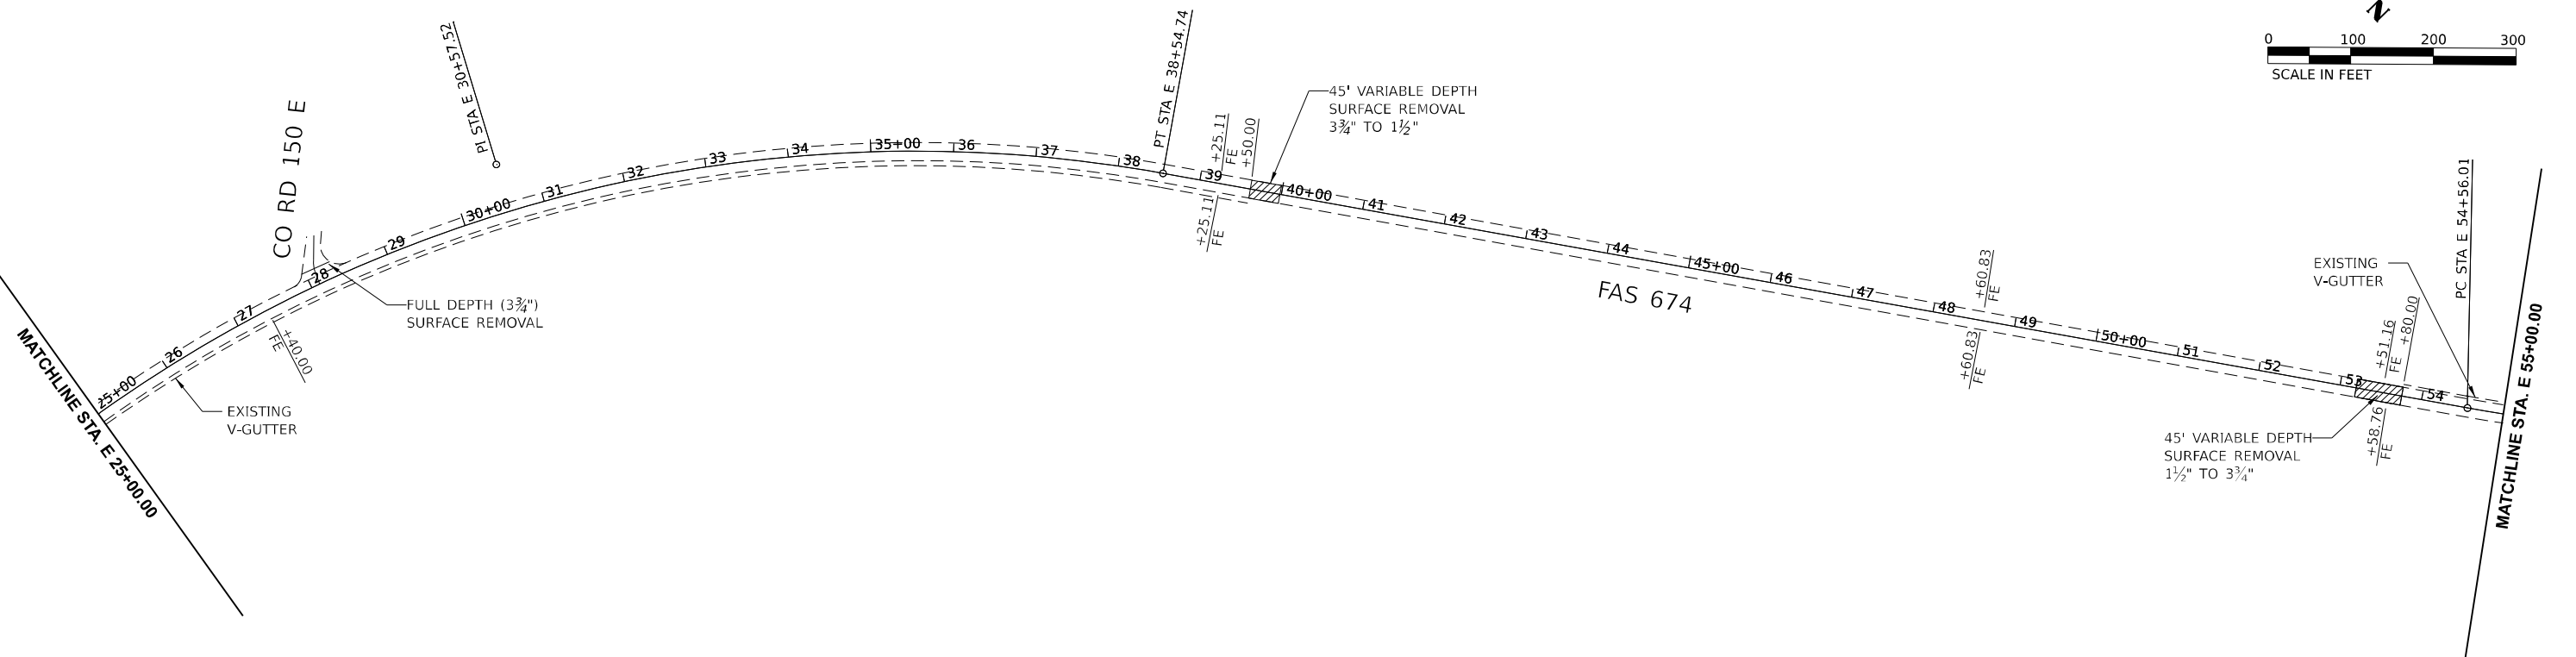 N
0 100 200 300
SCALE IN FEET
PI STA E 30+57.52
PT STA E 38+54.74
CO RD 150 E
45' VARIABLE DEPTH
SURFACE REMOVAL
3¾" TO 1½"
+25.11
FE
+50.00
25+00 26 27 28 29 30+00 31 32 33 34 35+00 36 37 38 39 40+00 41 42 43 44 45+00 46 47 48 49 50+00 51 52 53 54
+25.11
FE
FULL DEPTH (3¾")
SURFACE REMOVAL
+40.00
FE
EXISTING
V-GUTTER
MATCHLINE STA. E 25+00.00
FAS 674
+60.83
FE
+60.83
FE
EXISTING
V-GUTTER
PC STA E 54+56.01
+51.16
FE
+80.00
+58.76
FE
45' VARIABLE DEPTH
SURFACE REMOVAL
1½" TO 3¾"
MATCHLINE STA. E 55+00.00